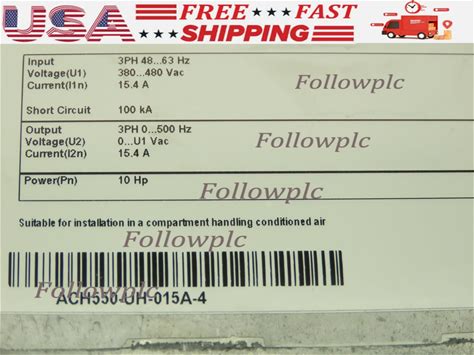 USA FREE FAST
SHIPPING
Input 3PH 48...63 Hz
Voltage(U1) 380...480 Vac
Current(I1n) 15.4 A
Followplc
Short Circuit 100 kA
Output 3PH 0...500 Hz
Voltage(U2) 0...U1 Vac
Current(I2n) 15.4 A
Followplc
Power(Pn) 10 Hp
Followplc
Suitable for installation in a compartment handling conditioned air
Followplc
Followplc
ACH550-UH-015A-4